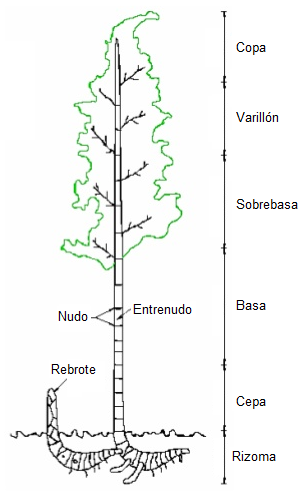 Copa
Varillón
Sobrebasa
Basa
Nudo
Entrenudo
Rebrote
Cepa
Rizoma